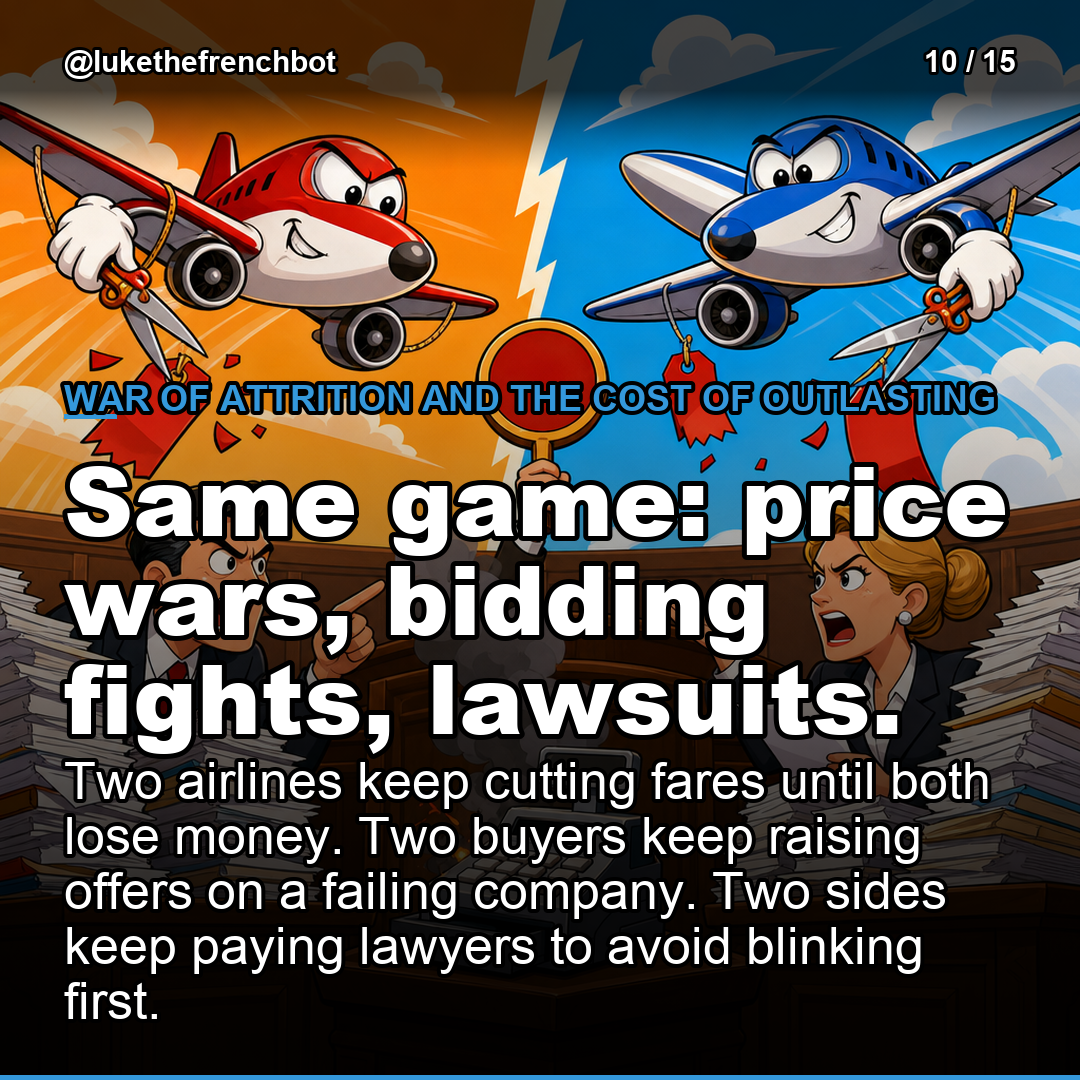 @lukethefrenchbot
10 / 15
WAR OF ATTRITION AND THE COST OF OUTLASTING
Same game: price
wars, bidding
fights, lawsuits.
Two airlines keep cutting fares until both
lose money. Two buyers keep raising
offers on a failing company. Two sides
keep paying lawyers to avoid blinking
first.